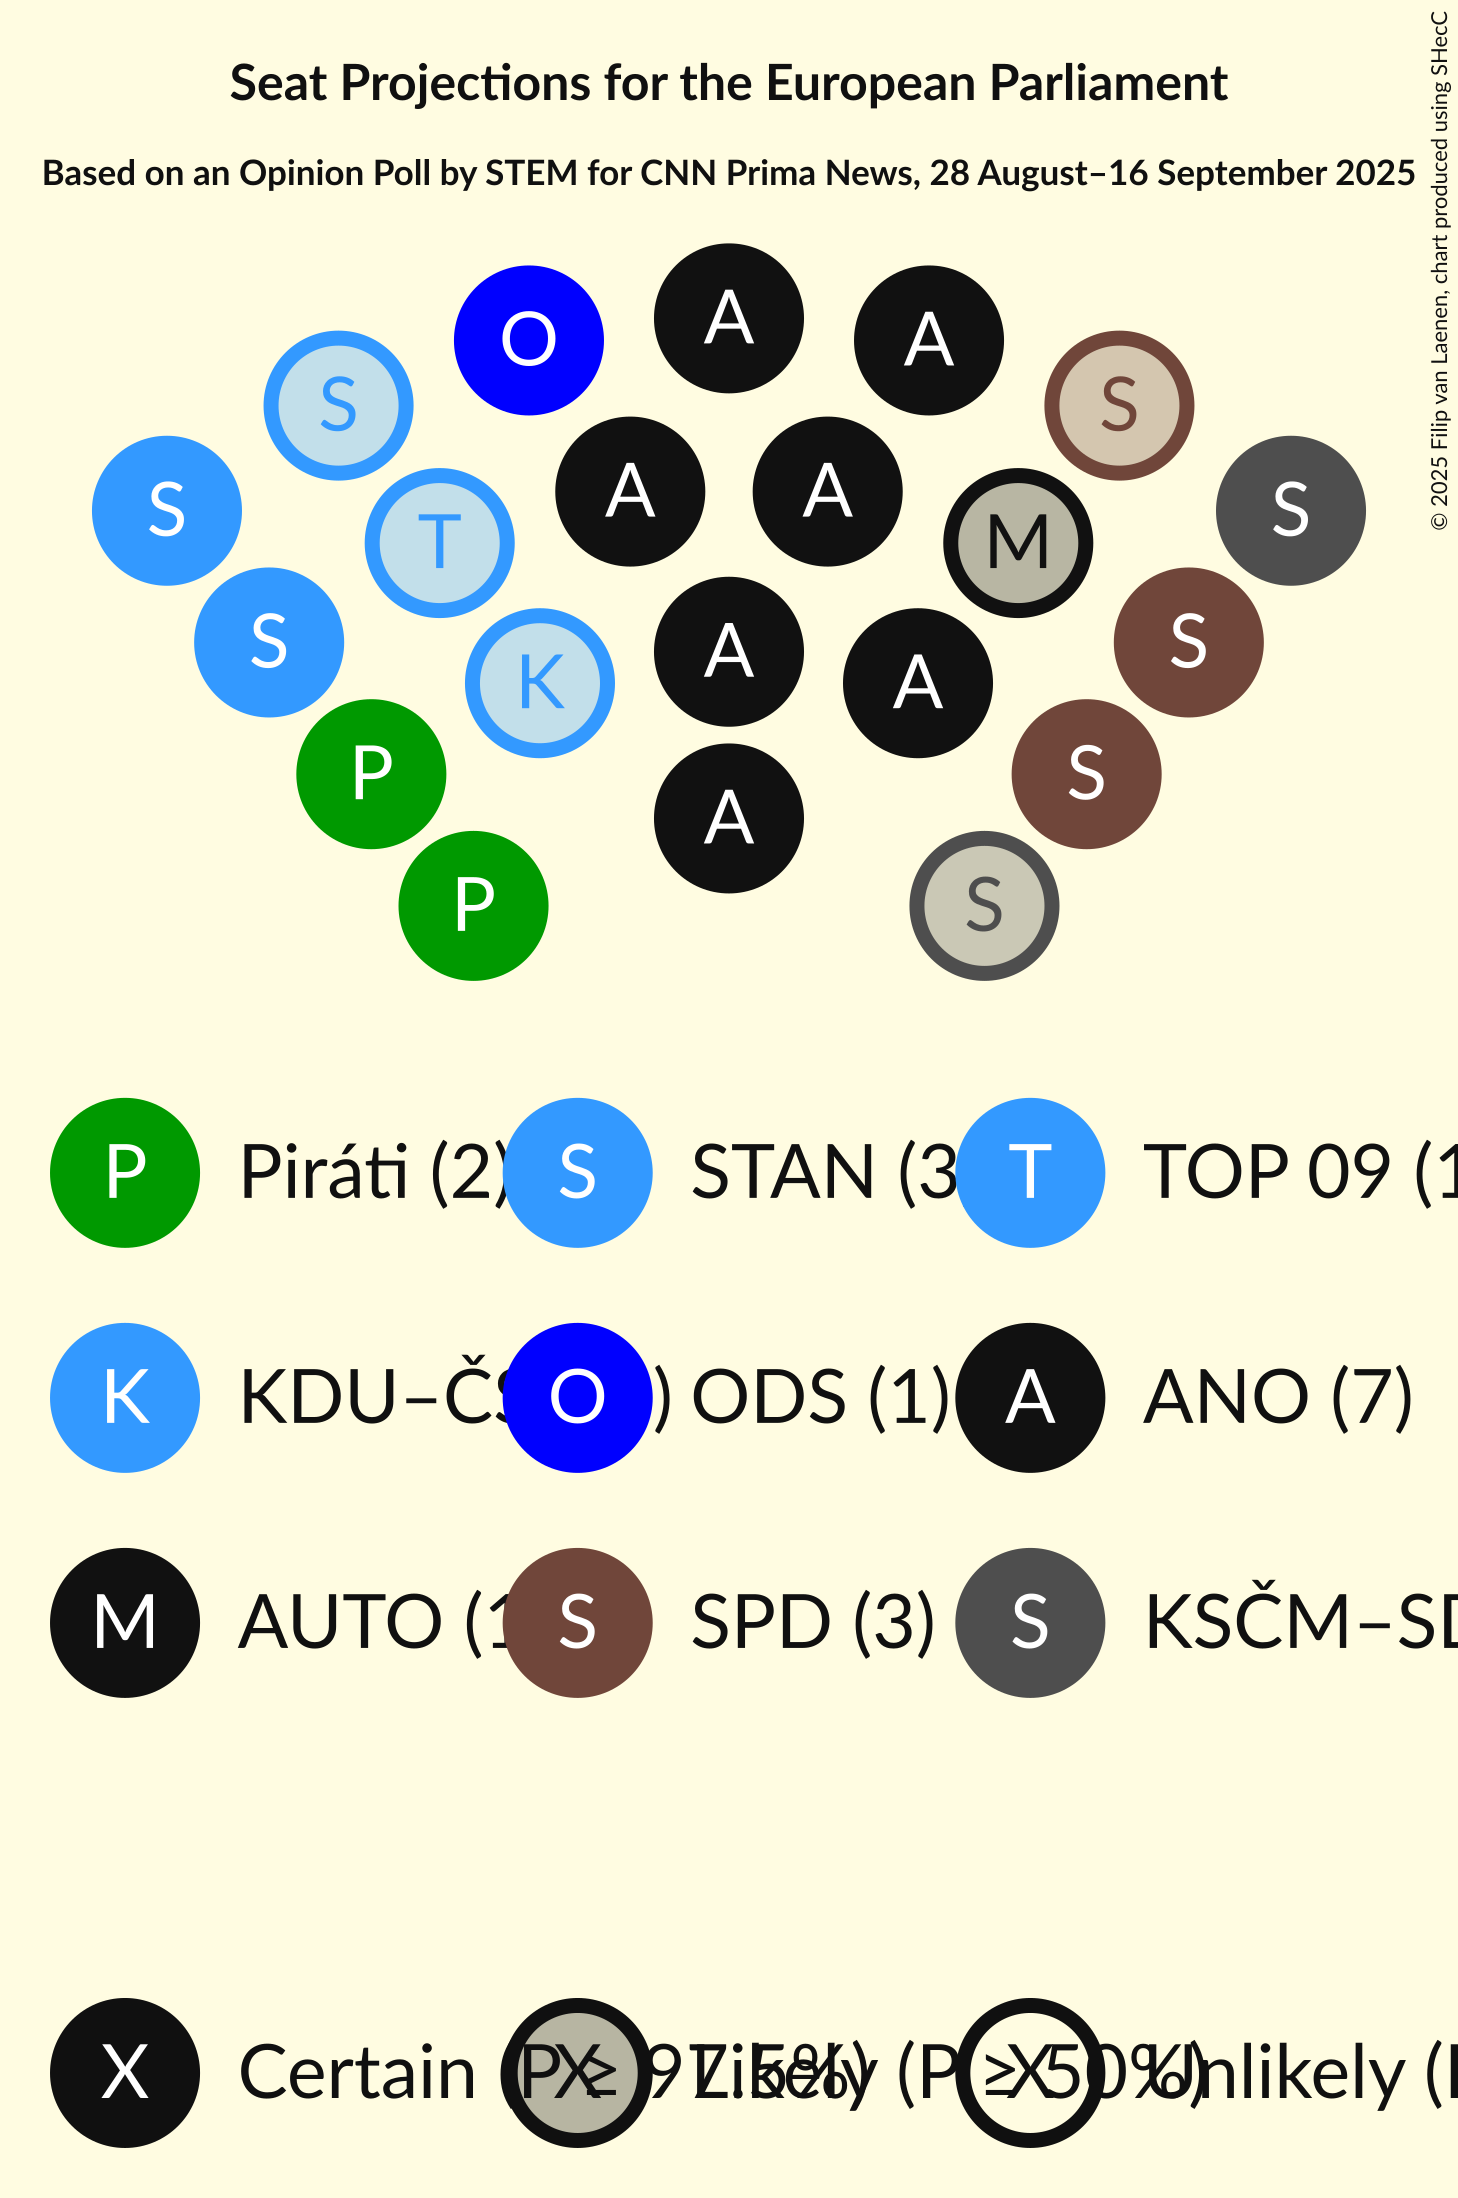 Seat Projections for the European Parliament
Based on an Opinion Poll by STEM for CNN Prima News, 28 August–16 September 2025
© 2025 Filip van Laenen, chart produced using SHecC
O A A
S S
A A
S T M S
S K A A S
P A S
P S
P Piráti (2) S STAN (3 T TOP 09 (1
K KDU–ČS ) O ODS (1) A ANO (7)
M AUTO (1 S SPD (3) S KSČM–SD
X Certain (P ≥ 97.5%) X Likely (P ≥ 50%) X Unlikely (